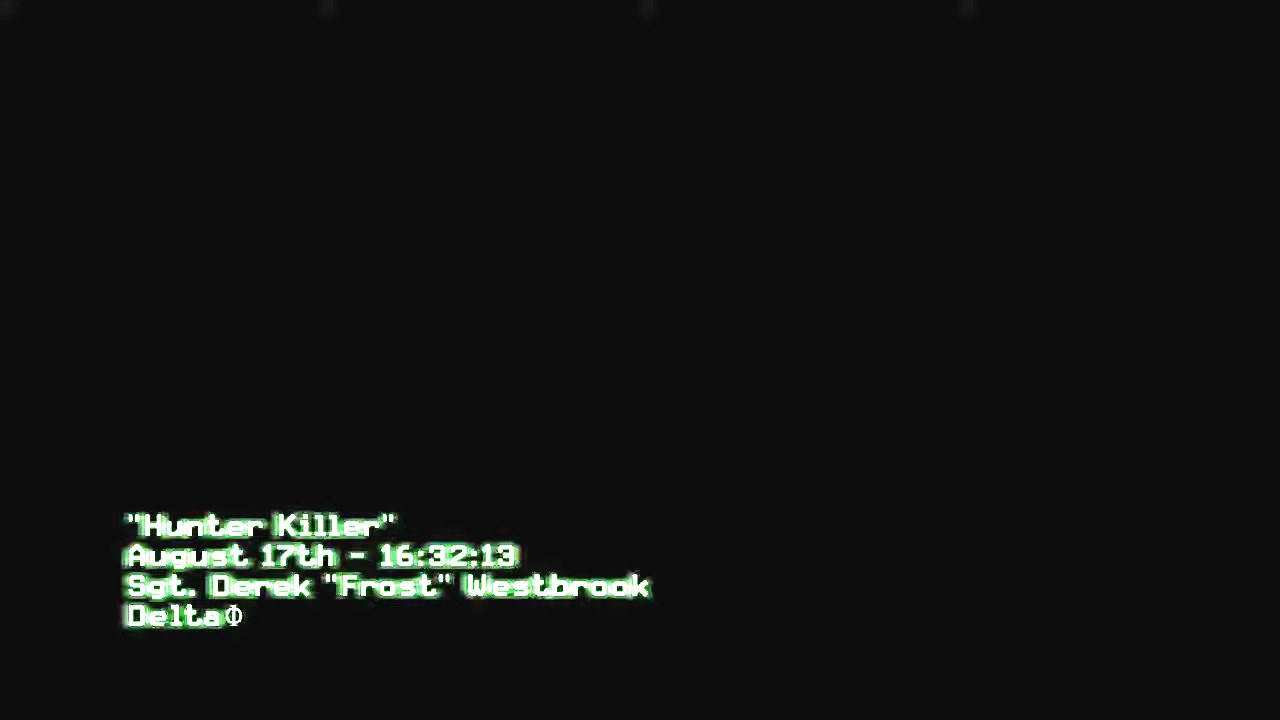 "Hunter Killer"
August 17th - 16:32:13
Sgt. Derek "Frost" Westbrook
DeltaΦ